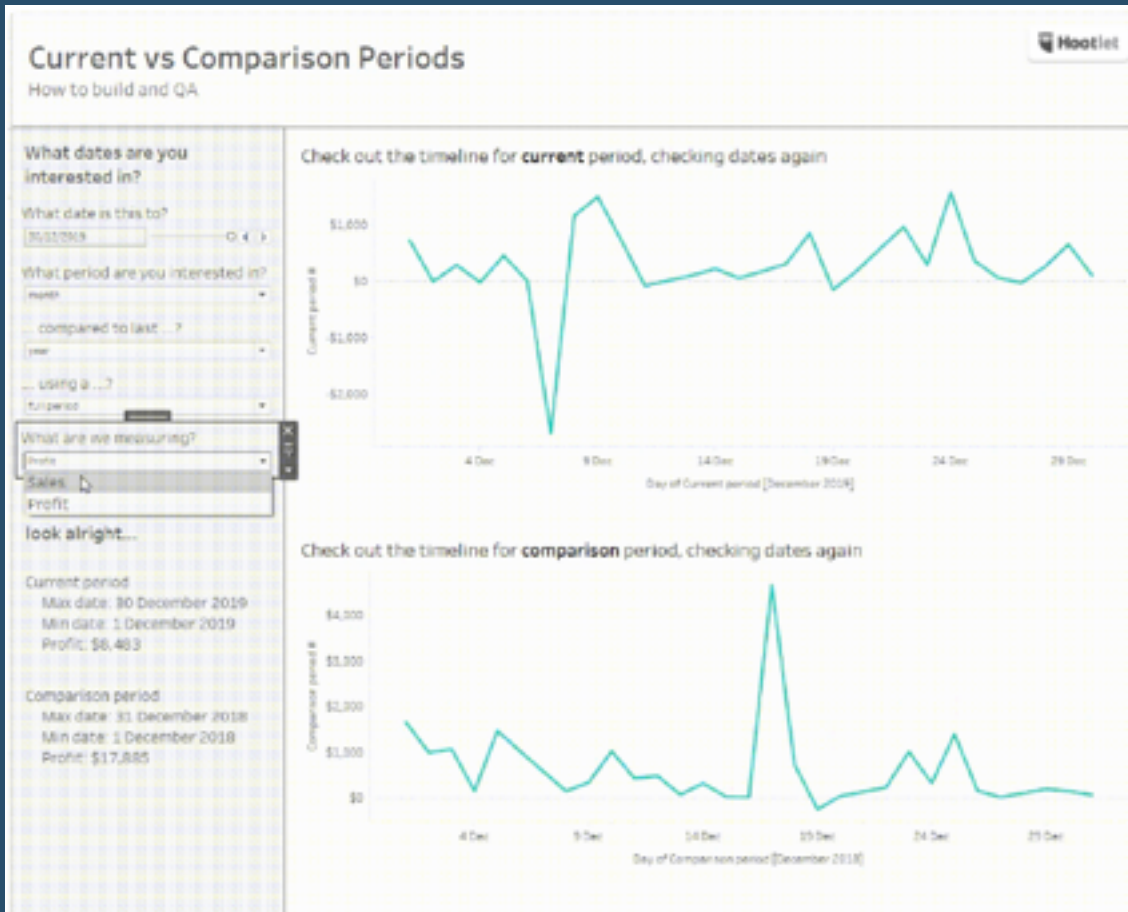 Current vs Comparison Periods
How to build and QA
Hootlet
What dates are you
interested in?
What date is this to?
30/12/2019
What period are you interested in?
month
... compared to last ...?
year
... using a ...?
full period
What are we measuring?
Profit
Sales
Profit
look alright...
Current period
Max date: 30 December 2019
Min date: 1 December 2019
Profit: $8,483
Comparison period
Max date: 31 December 2018
Min date: 1 December 2018
Profit: $17,885
Check out the timeline for current period, checking dates again
Current period #
$1,000
$0
-$1,000
-$2,000
4 Dec
9 Dec
14 Dec
19 Dec
24 Dec
29 Dec
Day of Current period [December 2019]
Check out the timeline for comparison period, checking dates again
Comparison period #
$4,000
$3,000
$2,000
$1,000
$0
4 Dec
9 Dec
14 Dec
19 Dec
24 Dec
29 Dec
Day of Comparison period [December 2018]